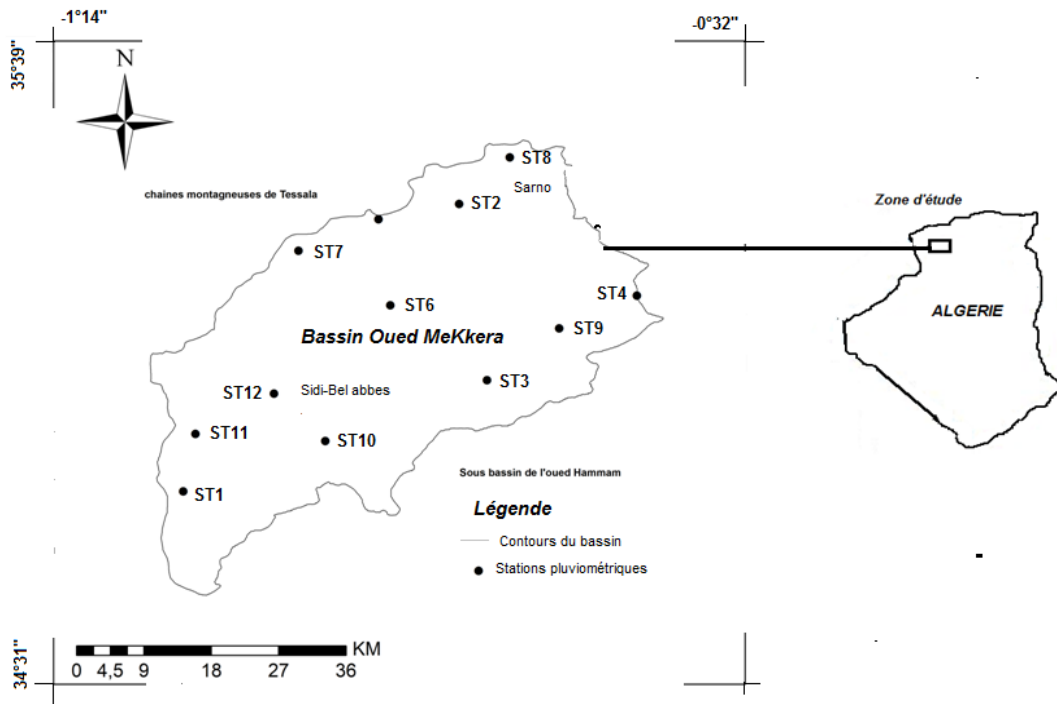 -1°14"
-0°32"
35°39"
N
ST8
chaines montagneuses de Tessala
Sarno
ST2
Zone d'étude
ST7
ST4
ST6
ALGERIE
ST9
Bassin Oued MeKkera
ST3
ST12
Sidi-Bel abbes
ST11
ST10
Sous bassin de l'oued Hammam
ST1
Légende
Contours du bassin
Stations pluviométriques
34°31"
KM
0 4,5 9 18 27 36